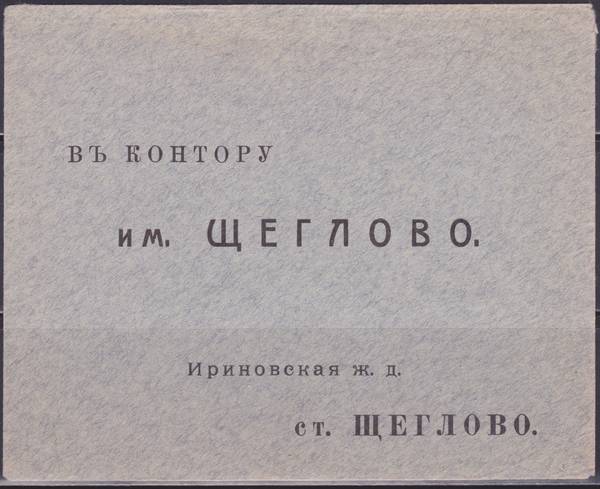 ВЪ КОНТОРУ
им. ЩЕГЛОВО.
Ириновская ж. д.
ст. ЩЕГЛОВО.